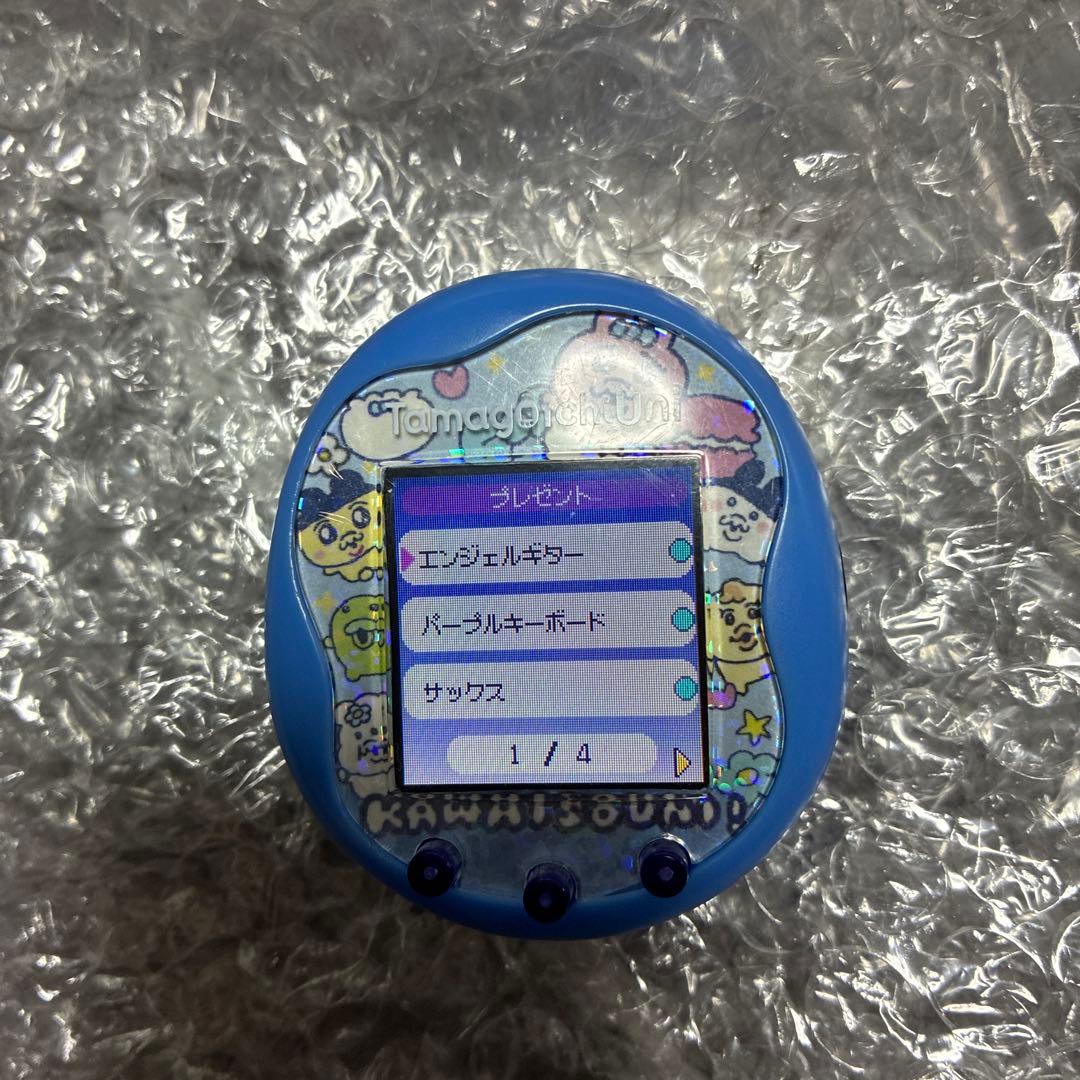 Tamagotchi Uni
プレゼント
エンジェルギター
パープルキーボード
サックス
1 / 4
KAWAISOUNI!